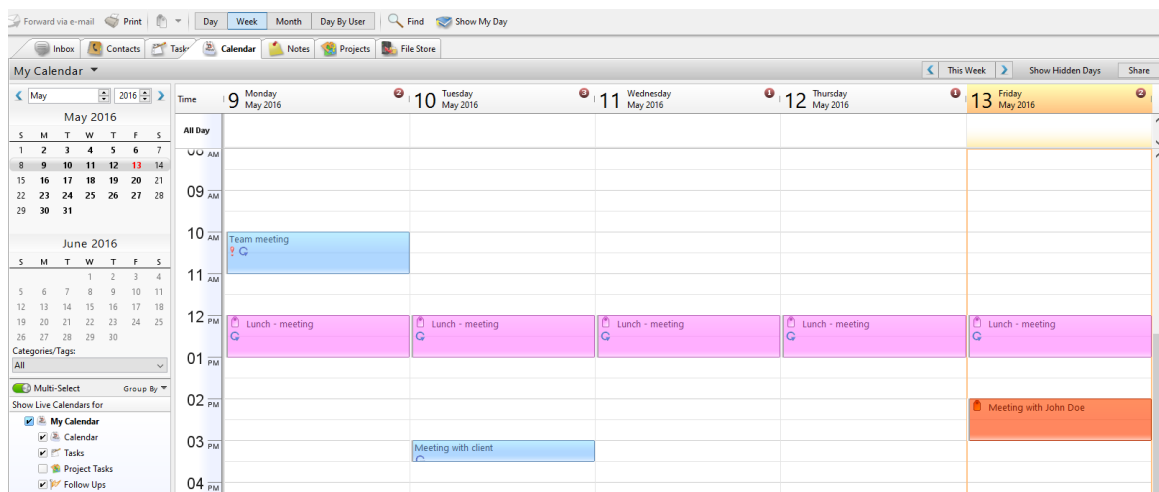 Forward via e-mail Print Day Week Month Day By User Find Show My Day
Inbox Contacts Tasks Calendar Notes Projects File Store
My Calendar This Week Show Hidden Days Share
May 2016 Time 9 Monday May 2016 2 10 Tuesday May 2016 3 11 Wednesday May 2016 1 12 Thursday May 2016 1 13 Friday May 2016 2
May 2016
S M T W T F S
1 2 3 4 5 6 7
8 9 10 11 12 13 14
15 16 17 18 19 20 21
22 23 24 25 26 27 28
29 30 31
June 2016
S M T W T F S
1 2 3 4
5 6 7 8 9 10 11
12 13 14 15 16 17 18
19 20 21 22 23 24 25
26 27 28 29 30
Categories/Tags:
All
Multi-Select Group By
Show Live Calendars for
My Calendar
Calendar
Tasks
Project Tasks
Follow Ups
All Day
AM
09 AM
10 AM
Team meeting
11 AM
12 PM
Lunch - meeting Lunch - meeting Lunch - meeting Lunch - meeting Lunch - meeting
01 PM
02 PM
Meeting with John Doe
03 PM
Meeting with client
04 PM